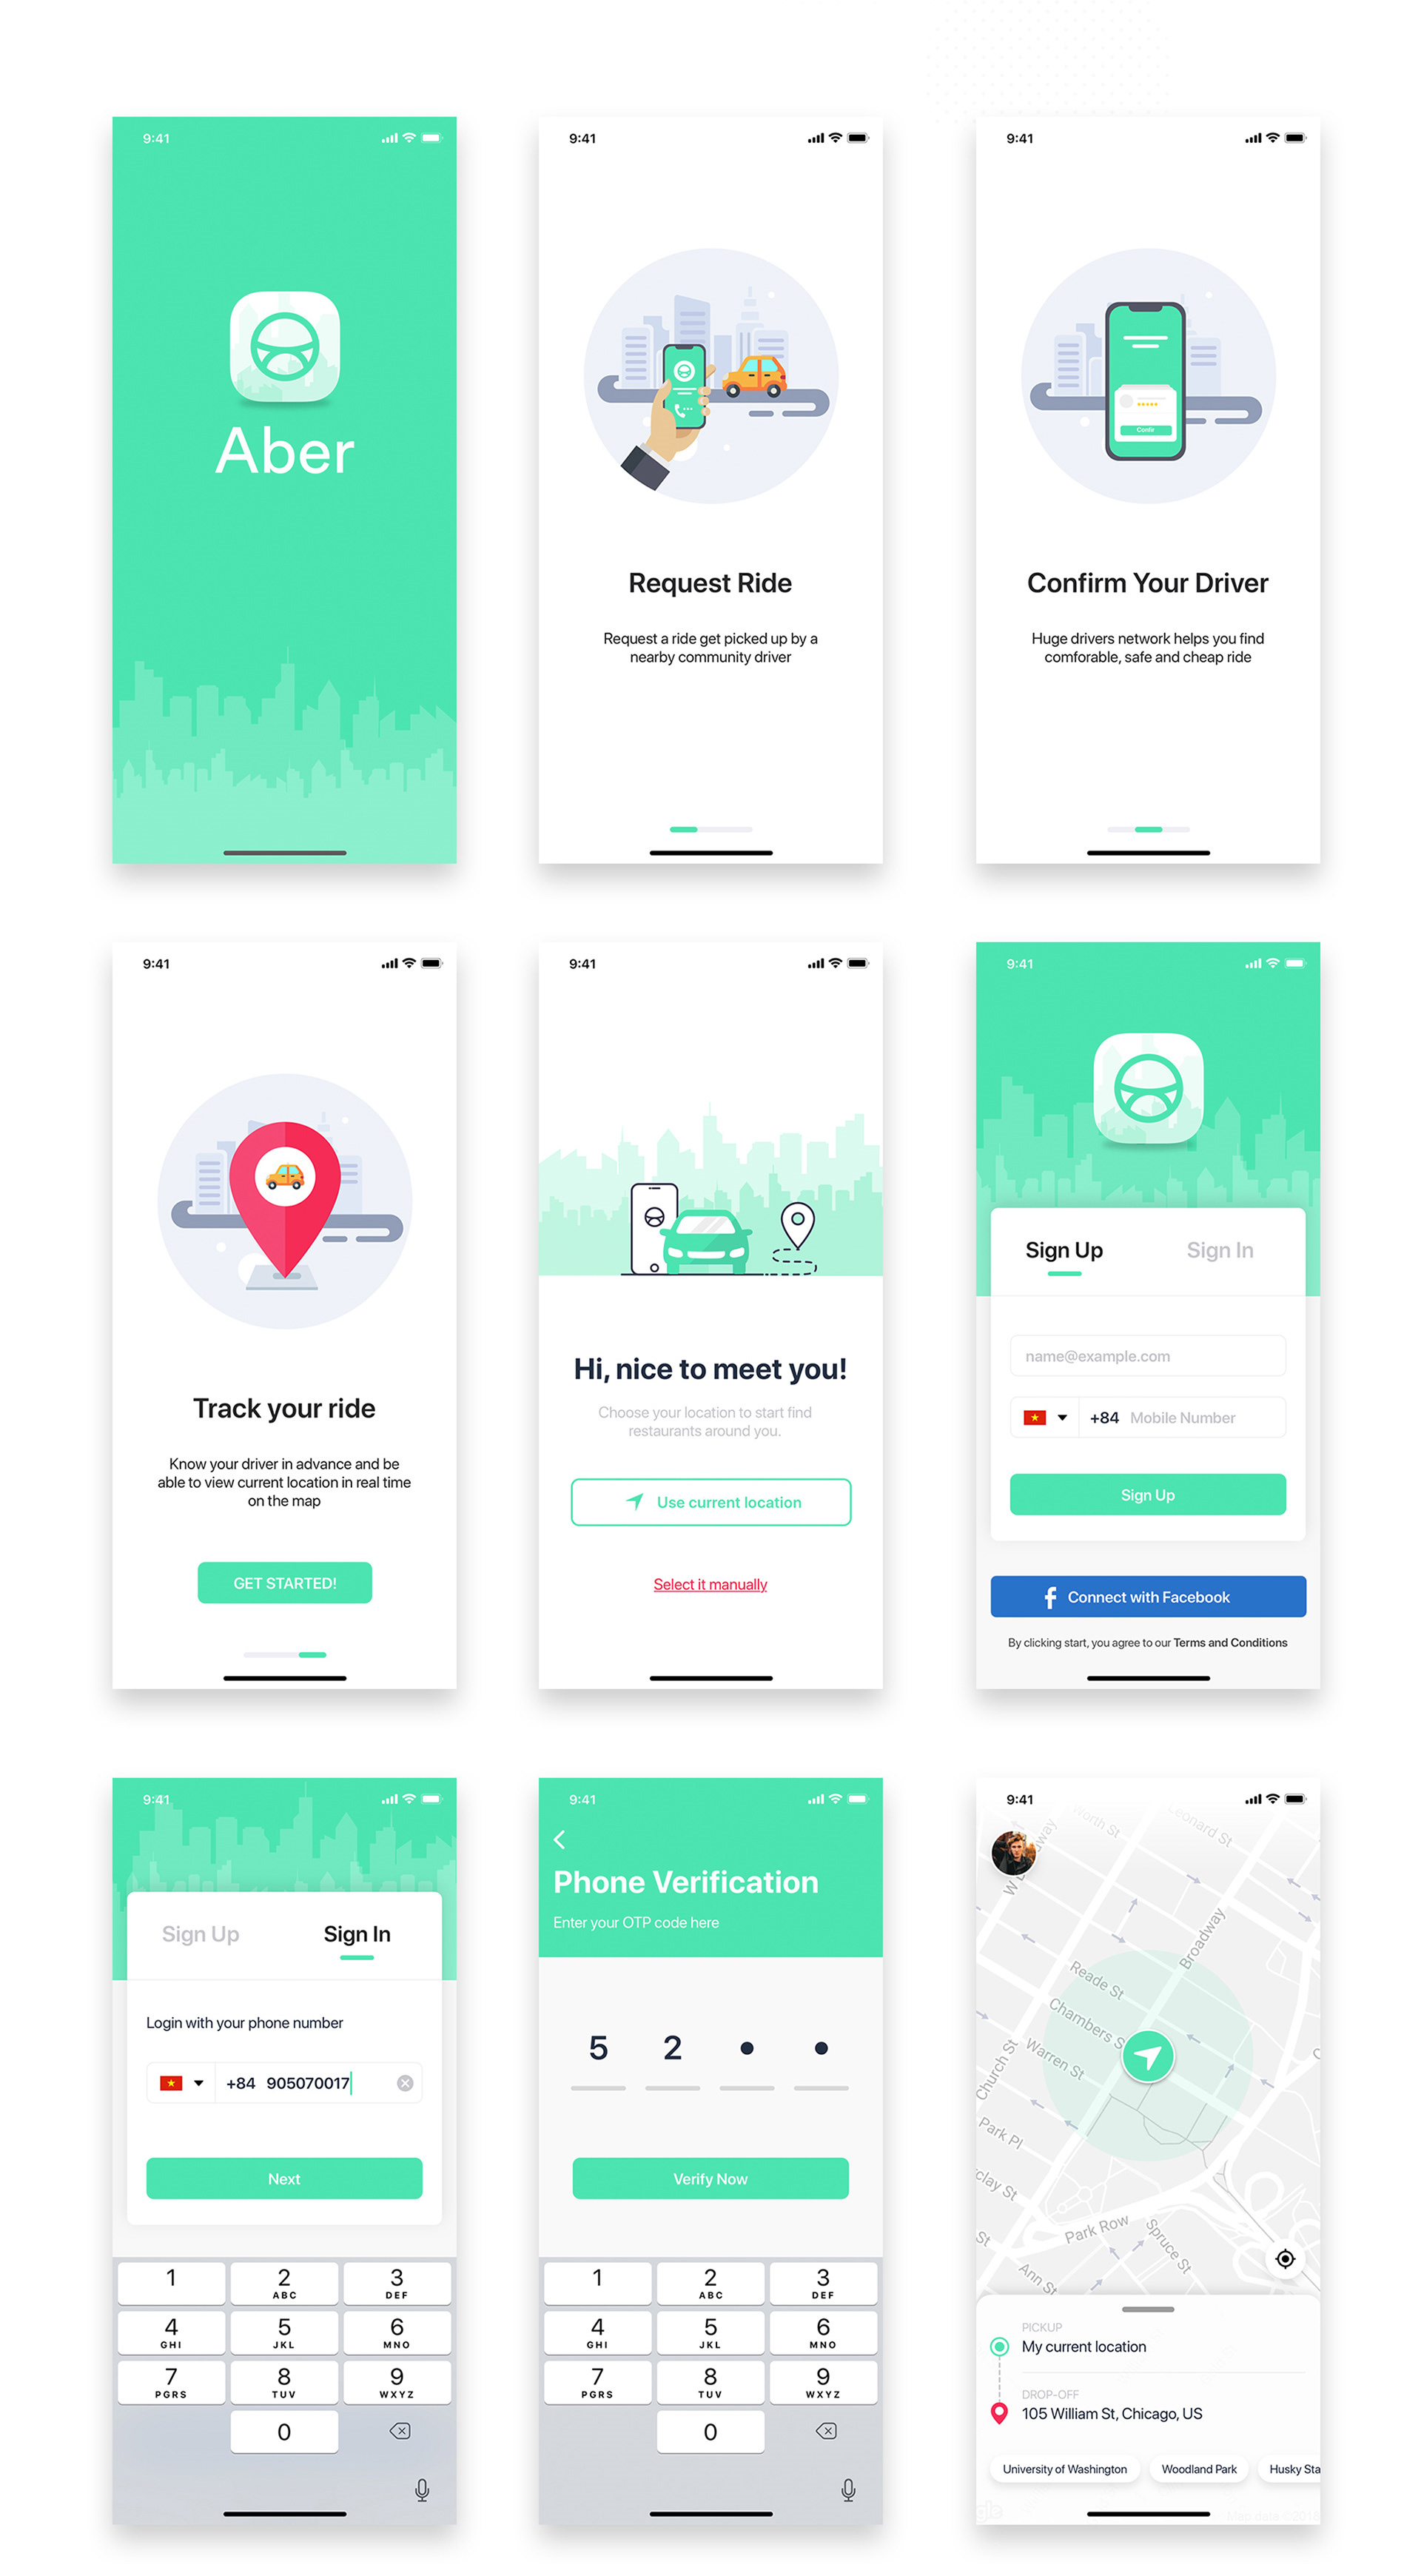 9:41
Aber
9:41
Confir
Request Ride
Request a ride get picked up by a
nearby community driver
9:41
Confirm Your Driver
Huge drivers network helps you find
comforable, safe and cheap ride
9:41
Track your ride
Know your driver in advance and be
able to view current location in real time
on the map
GET STARTED!
9:41
Hi, nice to meet you!
Choose your location to start find
restaurants around you.
Use current location
Select it manually
9:41
Sign Up Sign In
name@example.com
+84 Mobile Number
Sign Up
f Connect with Facebook
By clicking start, you agree to our Terms and Conditions
9:41
Sign Up Sign In
Login with your phone number
+84 905070017
Next
1 2 3
ABC DEF
4 5 6
GHI JKL MNO
7 8 9
PGRS TUV WXYZ
0
9:41
Phone Verification
Enter your OTP code here
5 2
Verify Now
1 2 3
ABC DEF
4 5 6
GHI JKL MNO
7 8 9
PGRS TUV WXYZ
0
9:41
Worth St
Leonard St
Broadway
Reade St
Chambers S
Warren St
Church St
Park Pl
clay St
St
Park Row
Spruce St
Ann St
PICKUP
My current location
DROP-OFF
105 William St, Chicago, US
University of Washington Woodland Park Husky Sta
gle Map data ©2018